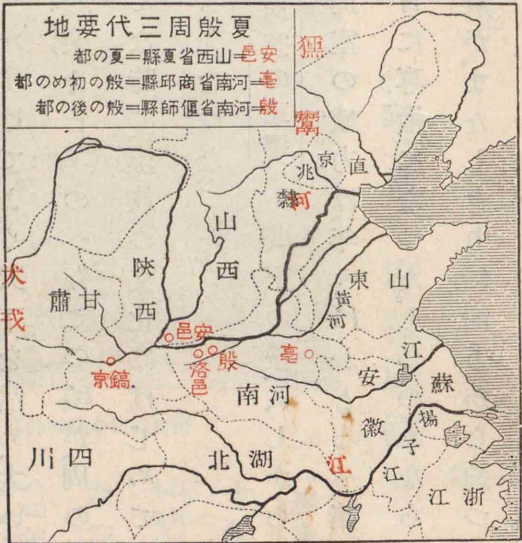 夏殷周三代要地
安邑=山西省夏縣=夏の都
亳=河南省商邱縣=殷の初めの都
殷=河南省偃師縣=殷の後の都
獯鬻
京兆
直隸
河
山西
陝西
甘肅
犬戎
山東
黃河
安邑
殷
洛邑
亳
鎬京
河南
江蘇
安徽
揚子江
江
湖北
四川
浙江